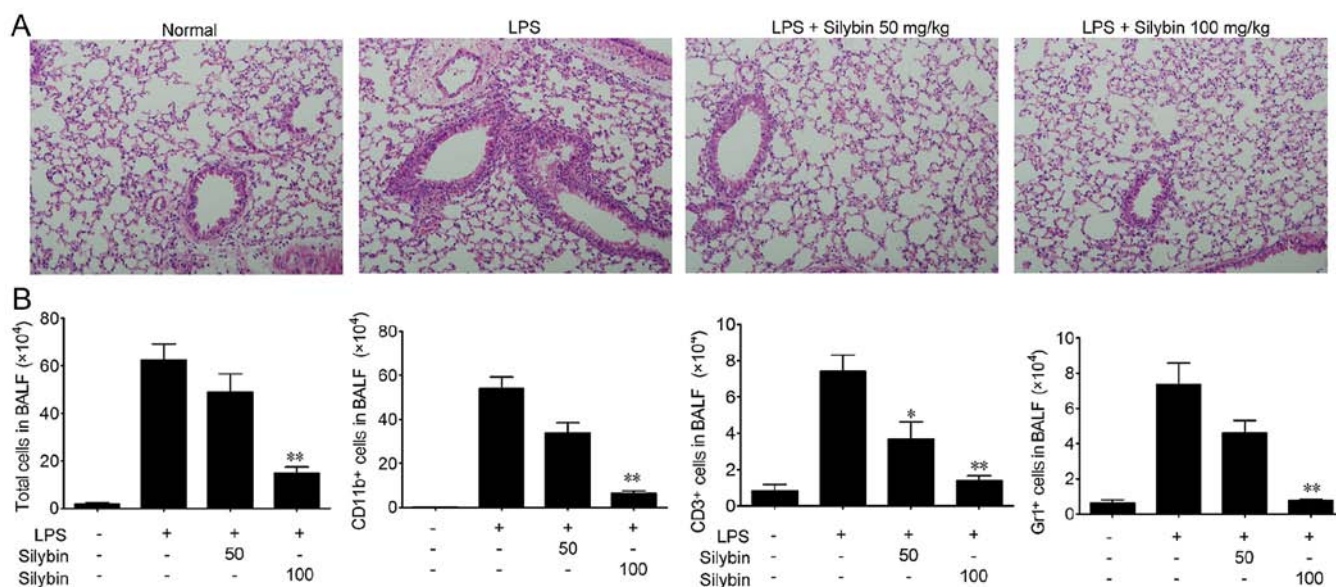 A
Normal
LPS
LPS + Silybin 50 mg/kg
LPS + Silybin 100 mg/kg
B
Total cells in BALF (×10⁴)
80
60
40
20
0
LPS - + + +
Silybin - - 50 -
Silybin - - - 100
**
CD11b+ cells in BALF (×10⁴)
80
60
40
20
0
- + + +
- - 50 -
- - - 100
**
CD3+ cells in BALF (×10⁴)
10
8
6
4
2
0
LPS - + + +
Silybin - - 50 -
Silybin - - - 100
*
**
Gr1+ cells in BALF (×10⁴)
10
8
6
4
2
0
- + + +
- - 50 -
- - - 100
**